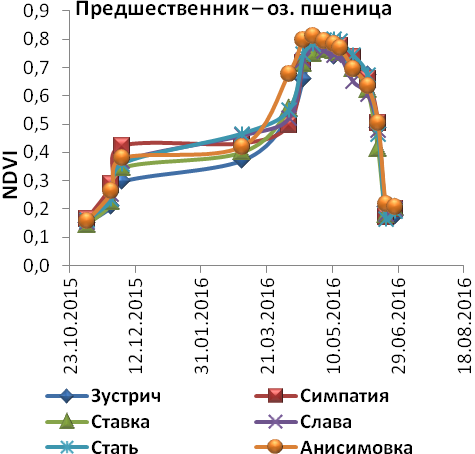 Предшественник – оз. пшеница
0,9
0,8
0,7
0,6
0,5
0,4
0,3
0,2
0,1
0,0
NDVI
23.10.2015
12.12.2015
31.01.2016
21.03.2016
10.05.2016
29.06.2016
18.08.2016
Зустрич
Симпатия
Ставка
Слава
Стать
Анисимовка